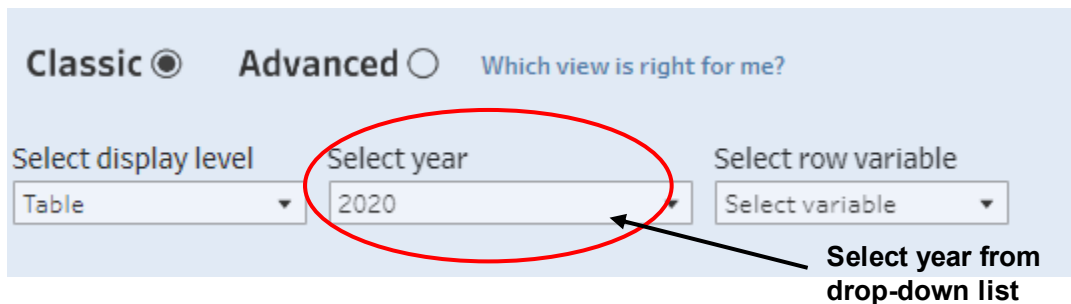 Classic Advanced Which view is right for me?
Select display level Select year Select row variable
Table 2020 Select variable
Select year from
drop-down list